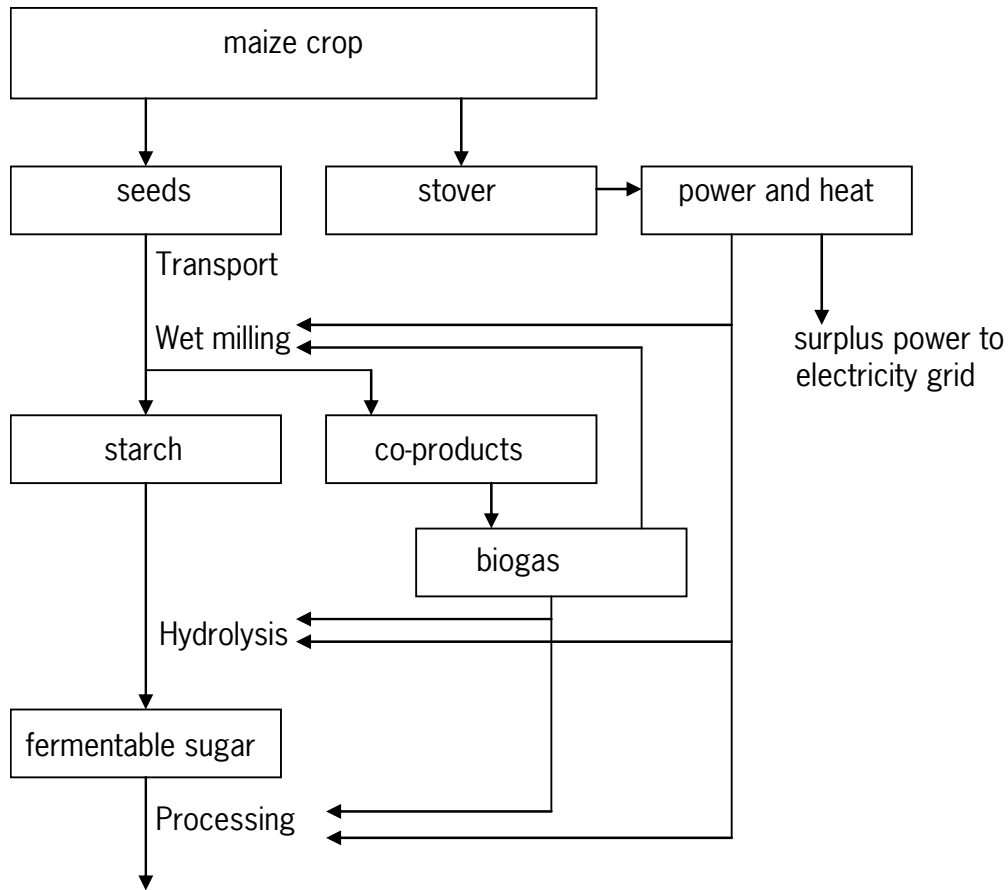 maize crop
seeds
stover
power and heat
Transport
Wet milling
surplus power to
electricity grid
starch
co-products
biogas
Hydrolysis
fermentable sugar
Processing